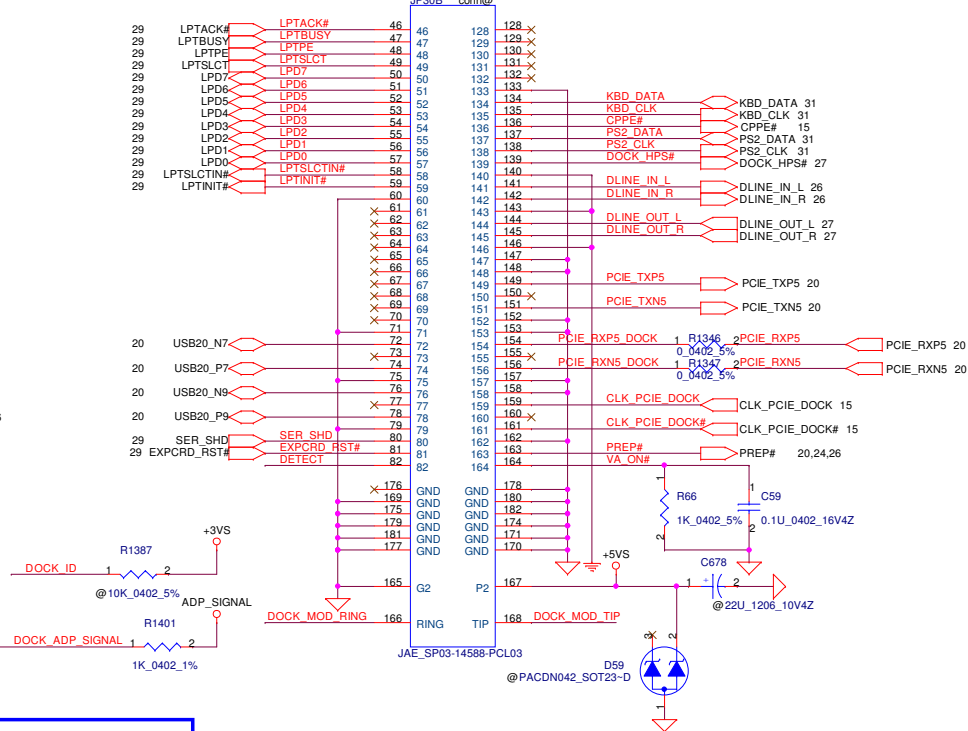 JP30B conn@
29 LPTACK# LPTACK# 46 46 128 128
29 LPTBUSY LPTBUSY 47 47 129 129
29 LPTPE LPTPE 48 48 130 130
29 LPTSLCT LPTSLCT 49 49 131 131
29 LPD7 LPD7 50 50 132 132
29 LPD6 LPD6 51 51 133 133
29 LPD5 LPD5 52 52 134 134 KBD_DATA KBD_DATA 31
29 LPD4 LPD4 53 53 135 135 KBD_CLK KBD_CLK 31
29 LPD3 LPD3 54 54 136 136 CPPE# CPPE# 15
29 LPD2 LPD2 55 55 137 137 PS2_DATA PS2_DATA 31
29 LPD1 LPD1 56 56 138 138 PS2_CLK PS2_CLK 31
29 LPD0 LPD0 57 57 139 139 DOCK_HPS# DOCK_HPS# 27
29 LPTSLCTIN# LPTSLCTIN# 58 58 140 140
29 LPTINIT# LPTINIT# 59 59 141 141 DLINE_IN_L DLINE_IN_L 26
60 60 142 142 DLINE_IN_R DLINE_IN_R 26
61 61 143 143
62 62 144 144 DLINE_OUT_L DLINE_OUT_L 27
63 63 145 145 DLINE_OUT_R DLINE_OUT_R 27
64 64 146 146
65 65 147 147
66 66 148 148
67 67 149 149 PCIE_TXP5 PCIE_TXP5 20
68 68 150 150
69 69 151 151 PCIE_TXN5 PCIE_TXN5 20
70 70 152 152
71 71 153 153
20 USB20_N7 72 72 154 154 PCIE_RXP5_DOCK 1 R1346 2 PCIE_RXP5 PCIE_RXP5 20
0_0402_5%
73 73 155 155
20 USB20_P7 74 74 156 156 PCIE_RXN5_DOCK 1 R1347 2 PCIE_RXN5 PCIE_RXN5 20
0_0402_5%
75 75 157 157
20 USB20_N9 76 76 158 158
77 77 159 159 CLK_PCIE_DOCK CLK_PCIE_DOCK 15
20 USB20_P9 78 78 160 160
79 79 161 161 CLK_PCIE_DOCK# CLK_PCIE_DOCK# 15
29 SER_SHD SER_SHD 80 80 162 162
29 EXPCRD_RST# EXPCRD_RST# 81 81 163 163 PREP# PREP# 20,24,26
DETECT 82 82 164 164 VA_ON#
176 GND GND 178
169 GND GND 180
175 GND GND 182
179 GND GND 174
181 GND GND 171
177 GND GND 170
1 R66 1K_0402_5% 2
1 C59 0.1U_0402_16V4Z 2
+3VS
R1387
DOCK_ID 1 2
@10K_0402_5%
165 G2 P2 167
+5VS
C678
1 + 2
@22U_1206_10V4Z
ADP_SIGNAL
R1401
DOCK_ADP_SIGNAL 1 2
1K_0402_1%
DOCK_MOD_RING 166 RING TIP 168 DOCK_MOD_TIP
JAE_SP03-14588-PCL03
3 2
D59
@PACDN042_SOT23~D
1